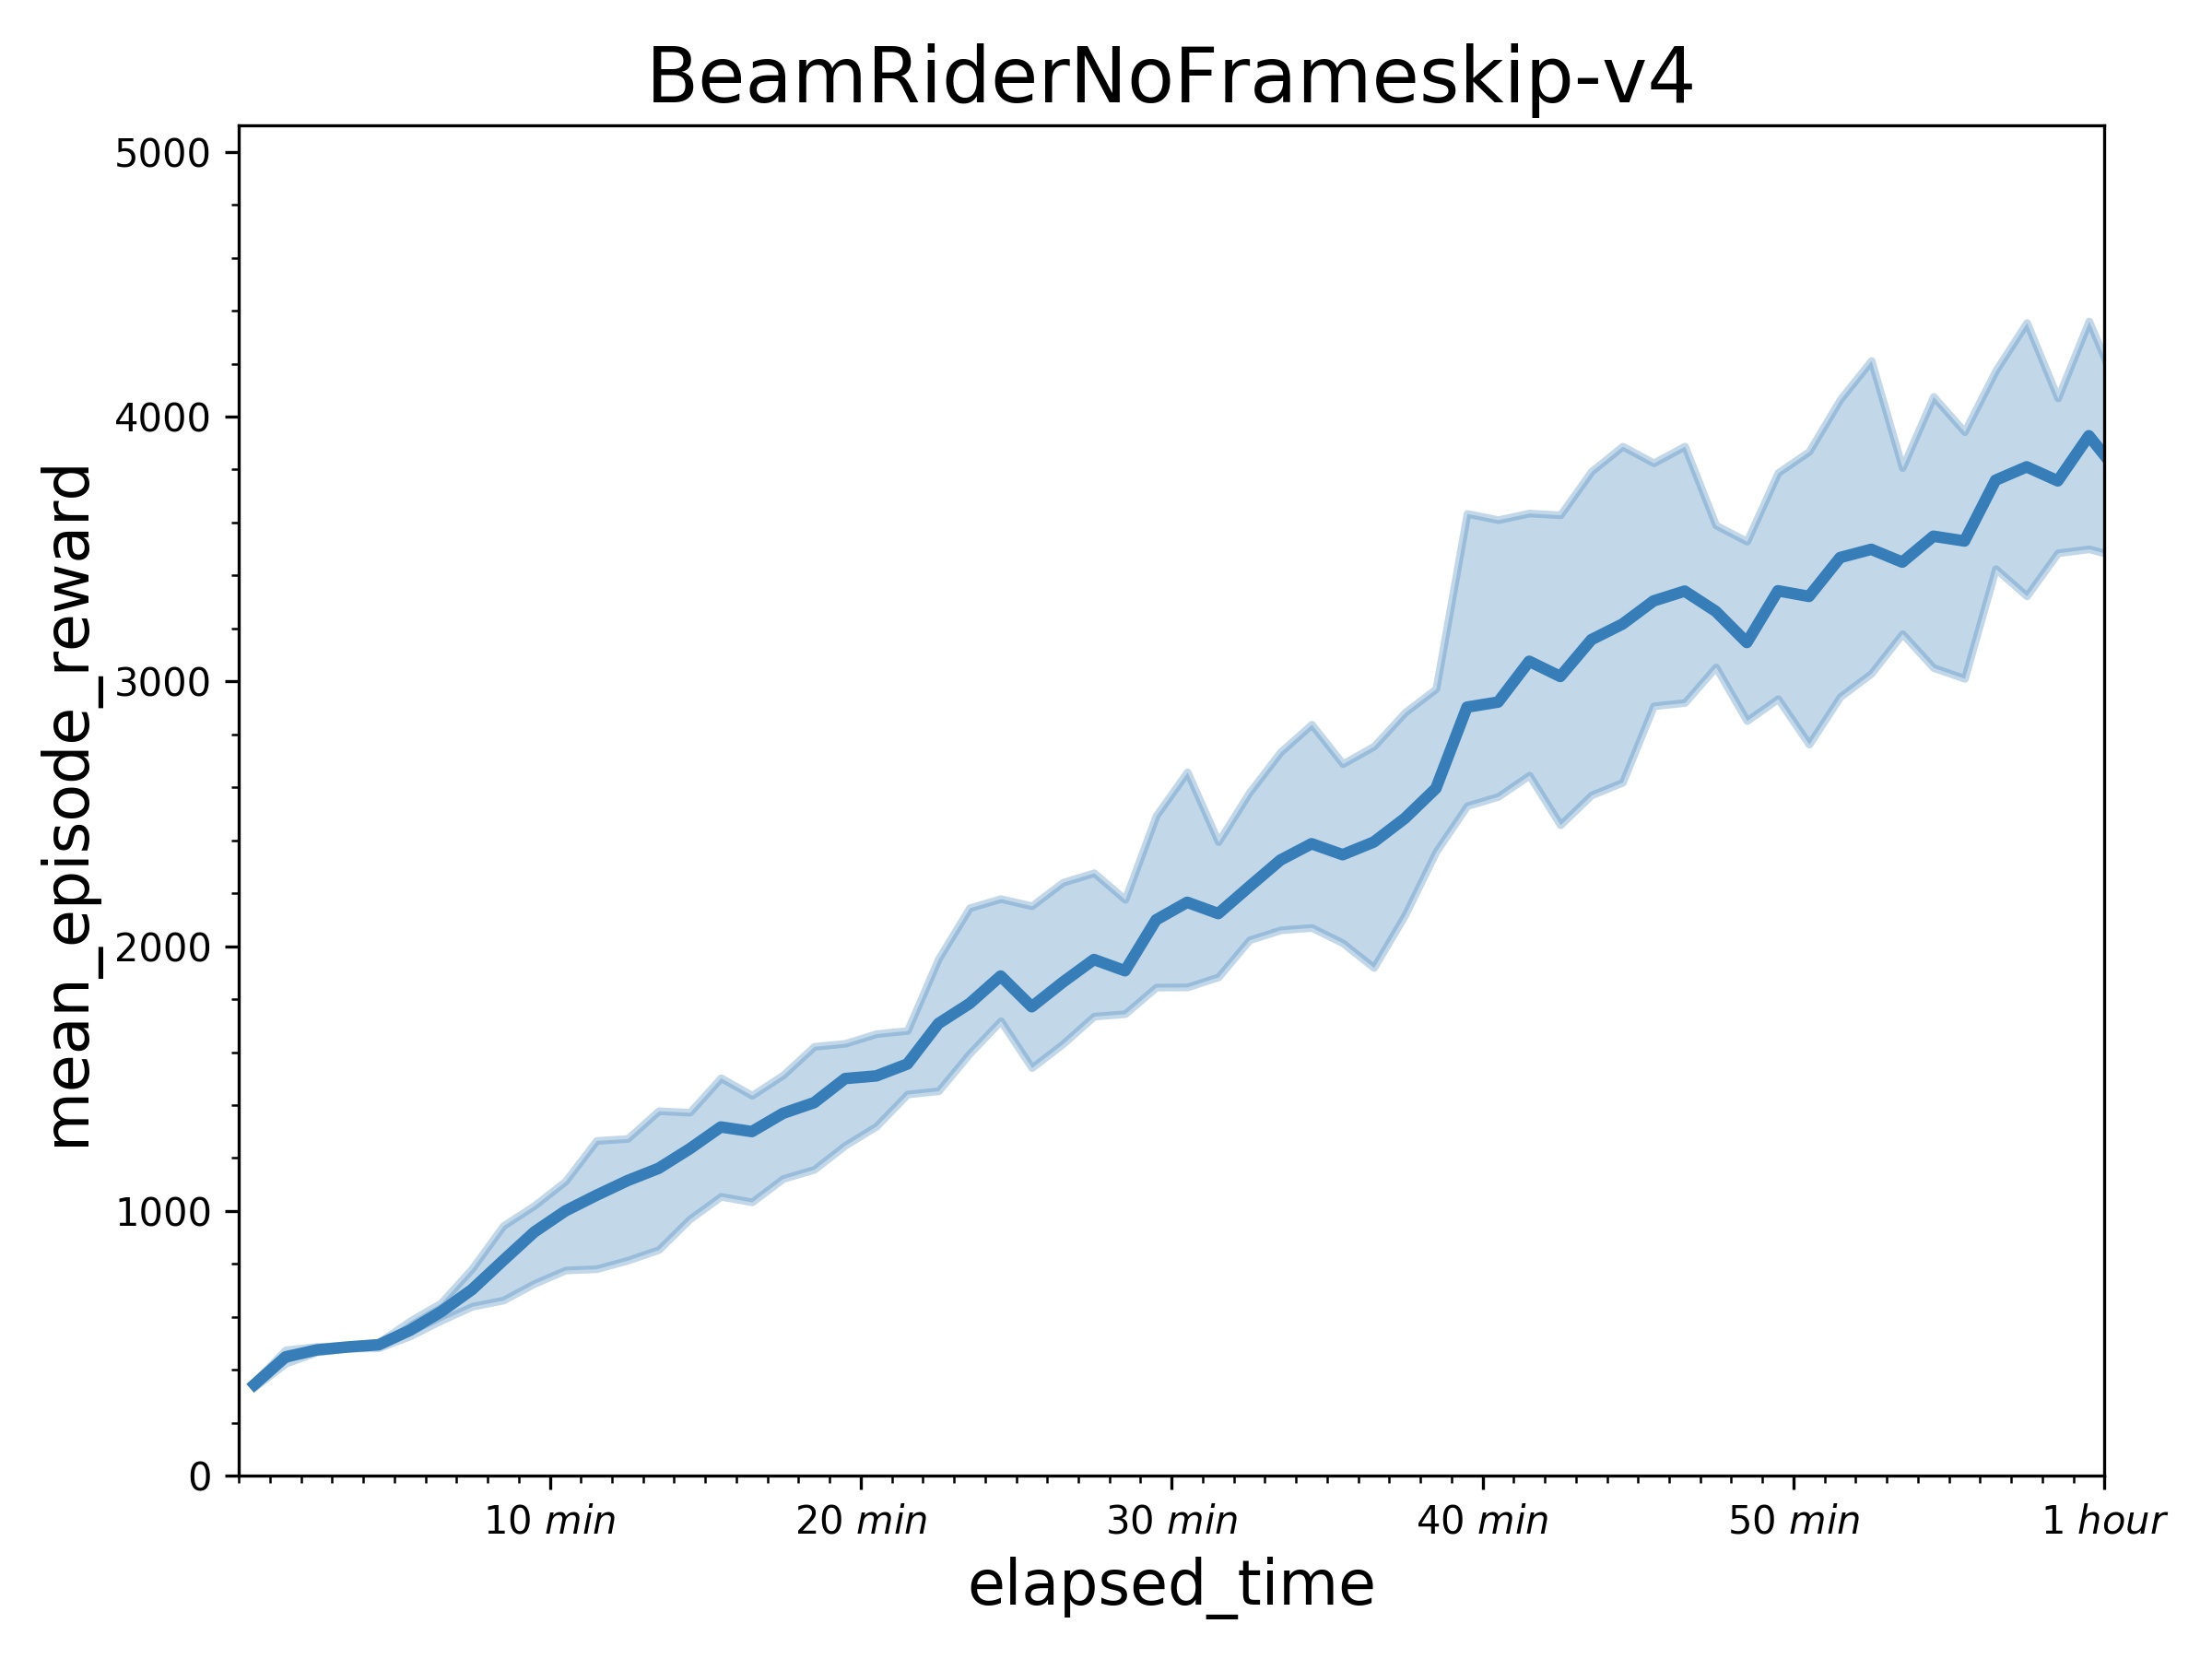 BeamRiderNoFrameskip-v4
mean_episode_reward
5000
4000
3000
2000
1000
0
10 min
20 min
30 min
40 min
50 min
1 hour
elapsed_time